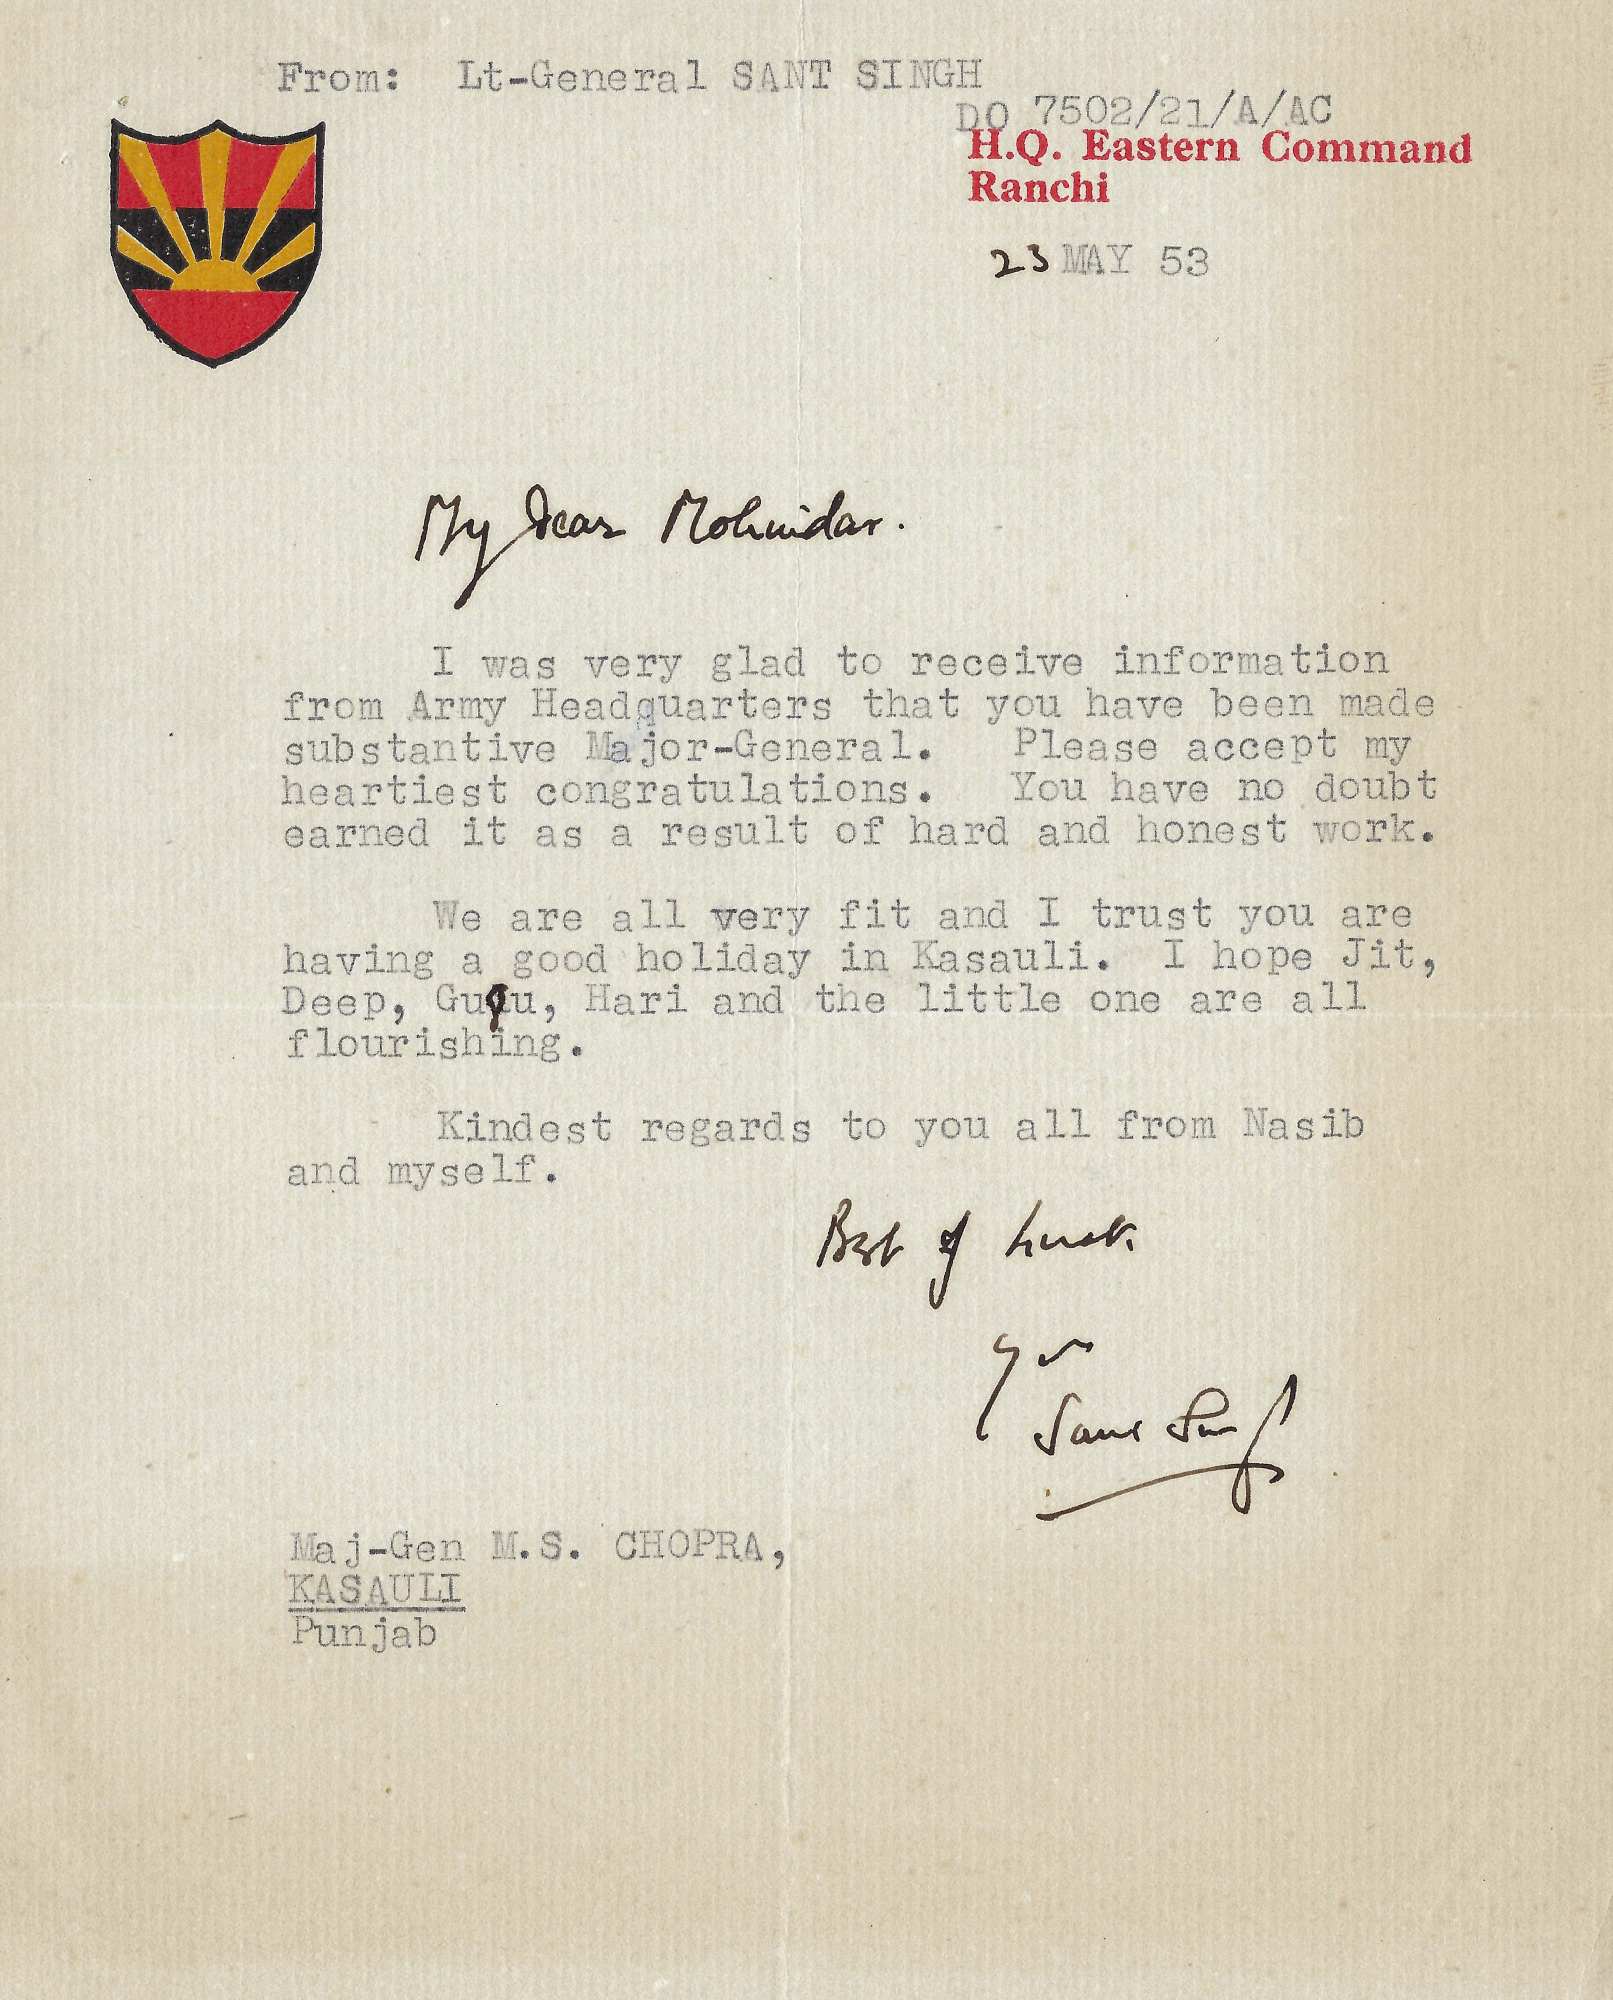 From: Lt-General SANT SINGH
DO 7502/21/A/AC
H.Q. Eastern Command
Ranchi
23 MAY 53
My dear Mohindar.
I was very glad to receive information
from Army Headquarters that you have been made
substantive Major-General. Please accept my
heartiest congratulations. You have no doubt
earned it as a result of hard and honest work.
We are all very fit and I trust you are
having a good holiday in Kasauli. I hope Jit,
Deep, Hari and the little one are all
flourishing.
Kindest regards to you all from Nasib
and myself.
Best of luck.
Yrs
Sant Singh
Maj-Gen M.S. CHOPRA,
KASAULI
Punjab